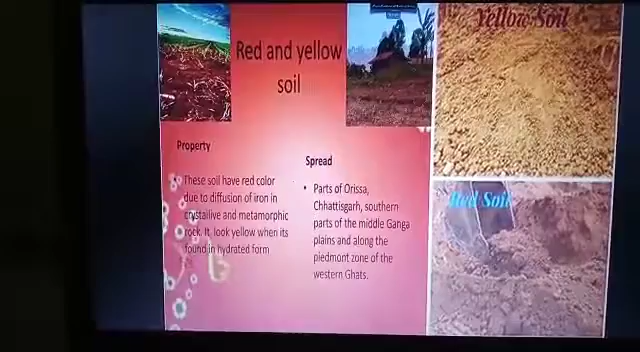 Yellow Soil
Red and yellow
soil
Property
These soil have red color
due to diffusion of iron in
crystallive and metamorphic
rock. It look yellow when its
found in hydrated form
Spread
• Parts of Orissa,
Chhattisgarh, southern
parts of the middle Ganga
plains and along the
piedmont zone of the
western Ghats.
Red Soil